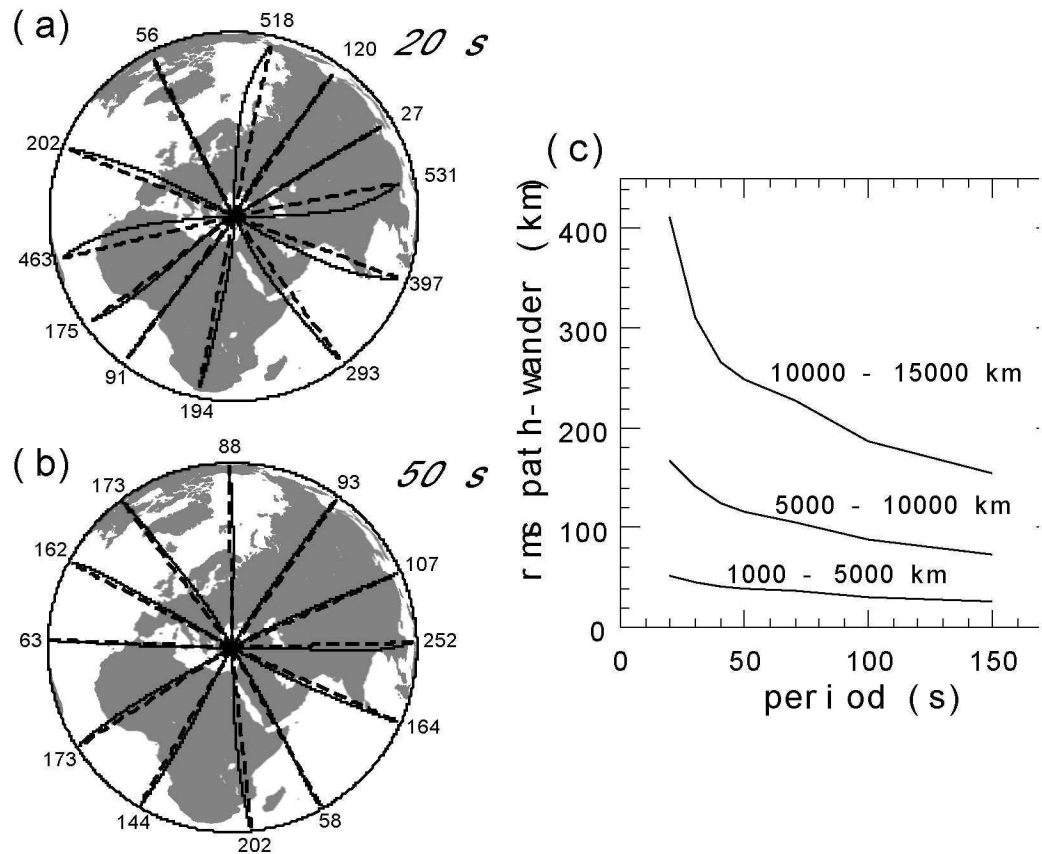 (a)
20 s
518
56
120
27
202
531
463
397
175
91
293
194
(b)
50 s
88
173
93
162
107
63
252
164
173
144
58
202
(c)
rms path-wander (km)
400
300
200
100
0
10000 - 15000 km
5000 - 10000 km
1000 - 5000 km
0 50 100 150
period (s)